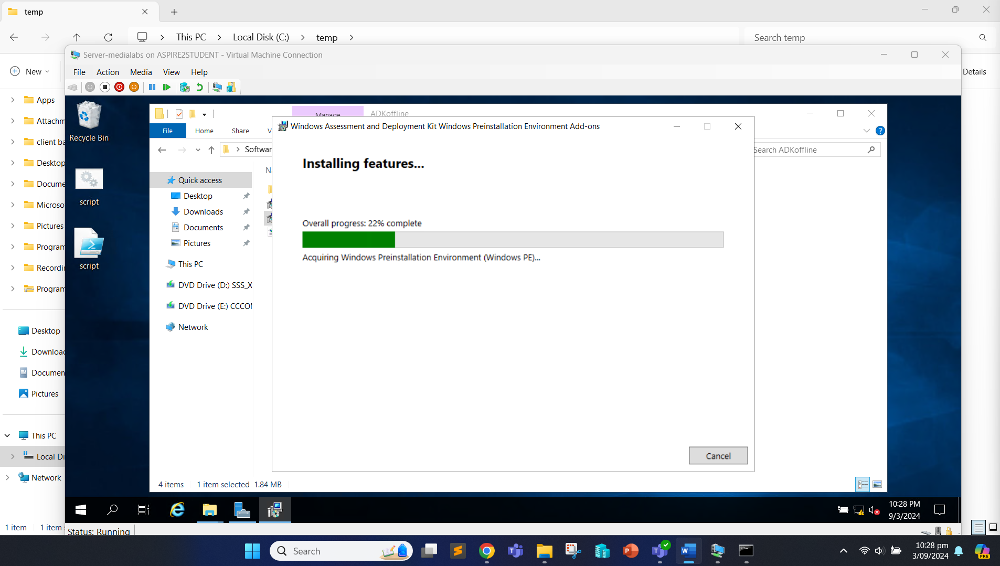 temp
This PC
Local Disk (C:)
temp
Search temp
New
Details
Server-medialabs on ASPIRE2STUDENT - Virtual Machine Connection
File Action Media View Help
Apps
Attachm
client ba
Desktop
Docume
Microso
Pictures
Program
Recordin
Program
Desktop
Downloa
Documen
Pictures
This PC
Local Di
Network
1 item
1 item
Recycle Bin
script
script
Manage
ADKoffline
File Home Share V
Softwar
Search ADKoffline
Quick access
Desktop
Downloads
Documents
Pictures
This PC
DVD Drive (D:) SSS_X
DVD Drive (E:) CCCO
Network
4 items 1 item selected 1.84 MB
Windows Assessment and Deployment Kit Windows Preinstallation Environment Add-ons
Installing features...
Overall progress: 22% complete
Acquiring Windows Preinstallation Environment (Windows PE)...
Cancel
10:28 PM
9/3/2024
Status: Running
Search
10:28 pm
3/09/2024
PRE